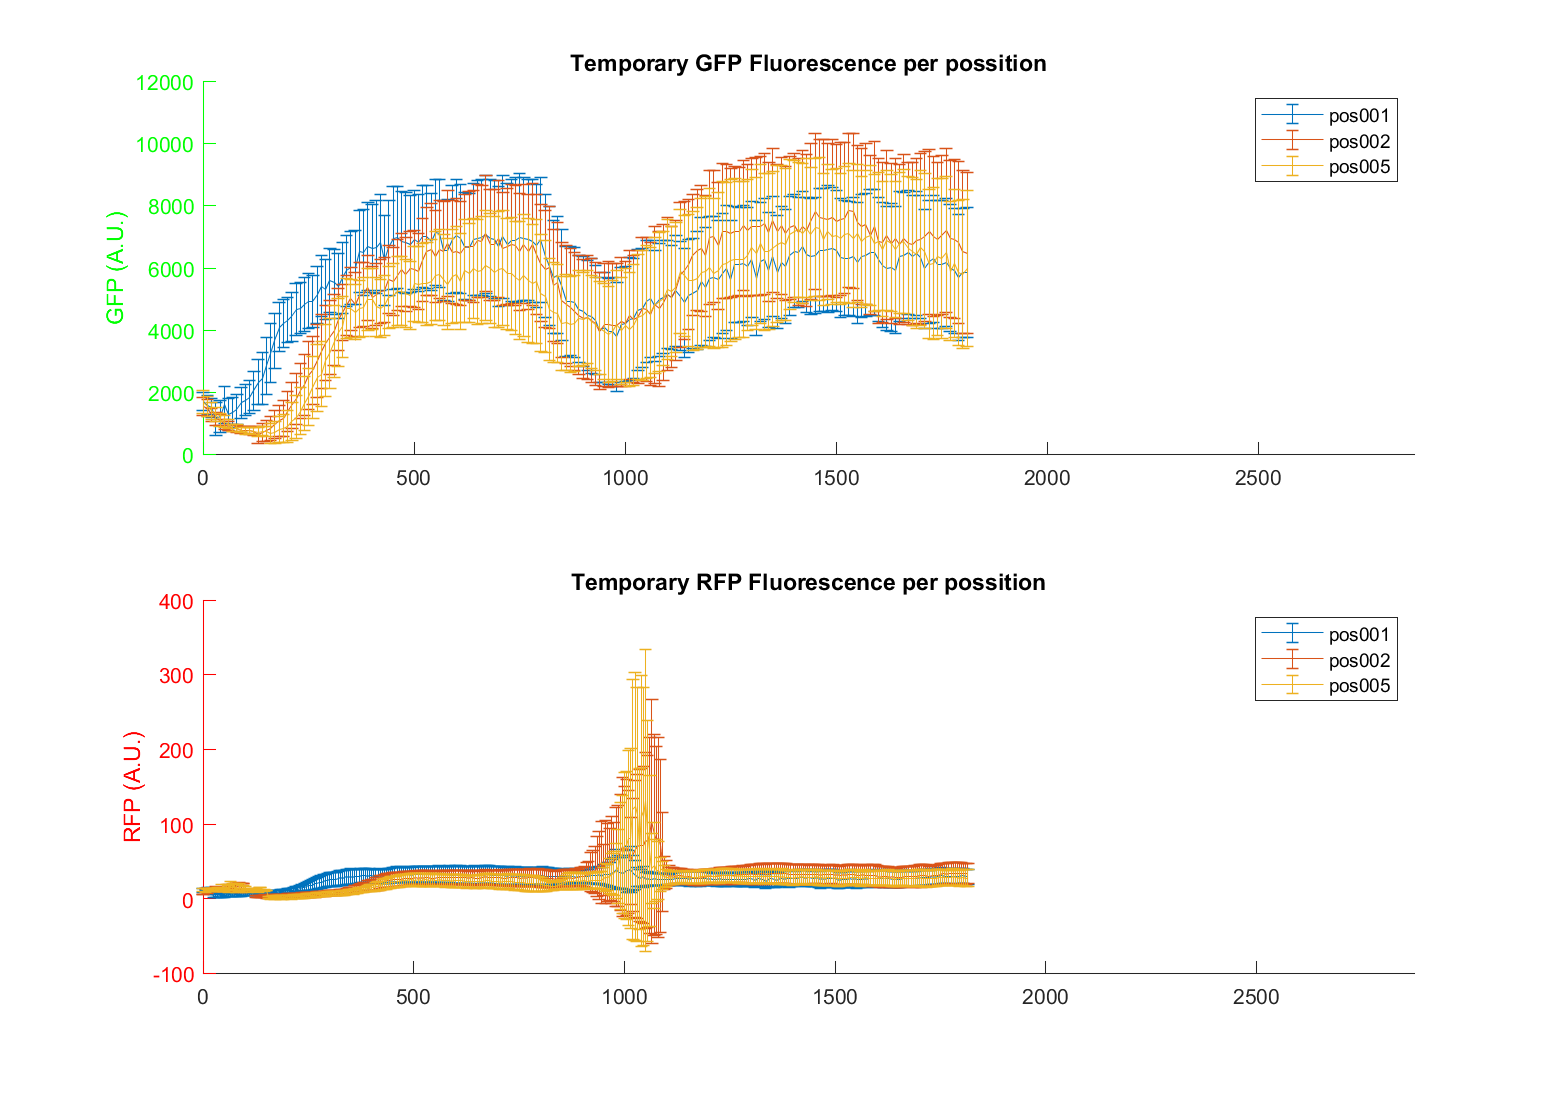 Temporary GFP Fluorescence per possition
12000
10000
8000
6000
4000
2000
0
GFP (A.U.)
pos001
pos002
pos005
0 500 1000 1500 2000 2500
Temporary RFP Fluorescence per possition
400
300
200
100
0
-100
RFP (A.U.)
pos001
pos002
pos005
0 500 1000 1500 2000 2500